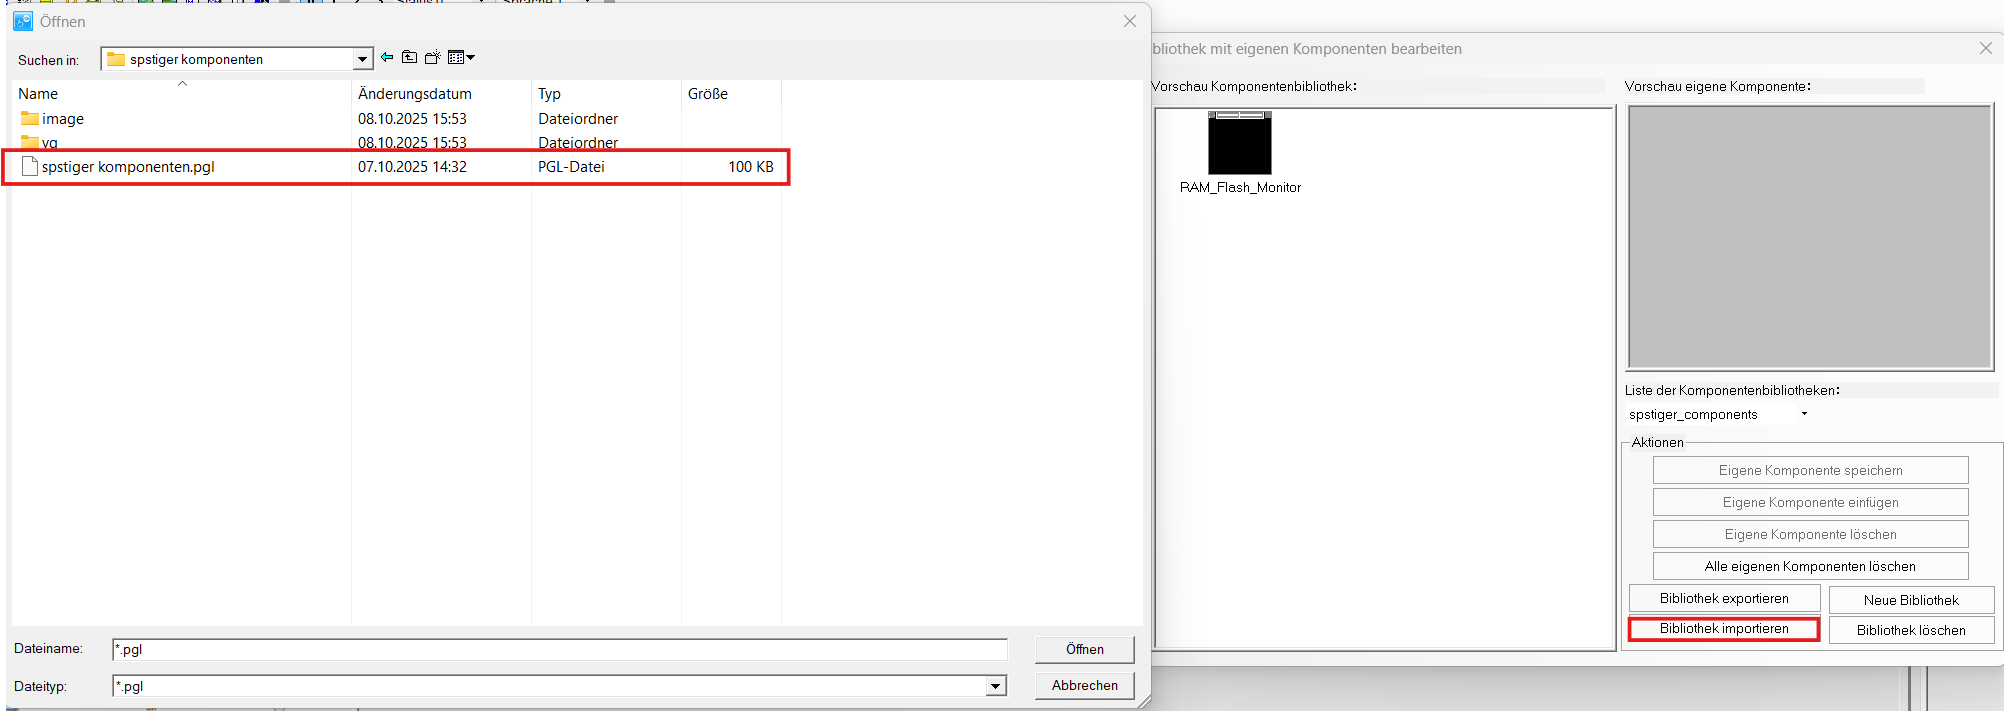 Öffnen
Suchen in: spstiger komponenten
Name Änderungsdatum Typ Größe
image 08.10.2025 15:53 Dateiordner
vg 08.10.2025 15:53 Dateiordner
spstiger komponenten.pgl 07.10.2025 14:32 PGL-Datei 100 KB
Dateiname: *.pgl Öffnen
Dateityp: *.pgl Abbrechen
bliothek mit eigenen Komponenten bearbeiten
Vorschau Komponentenbibliothek:
RAM_Flash_Monitor
Vorschau eigene Komponente:
Liste der Komponentenbibliotheken:
spstiger_components
Aktionen
Eigene Komponente speichern
Eigene Komponente einfügen
Eigene Komponente löschen
Alle eigenen Komponenten löschen
Bibliothek exportieren Neue Bibliothek
Bibliothek importieren Bibliothek löschen